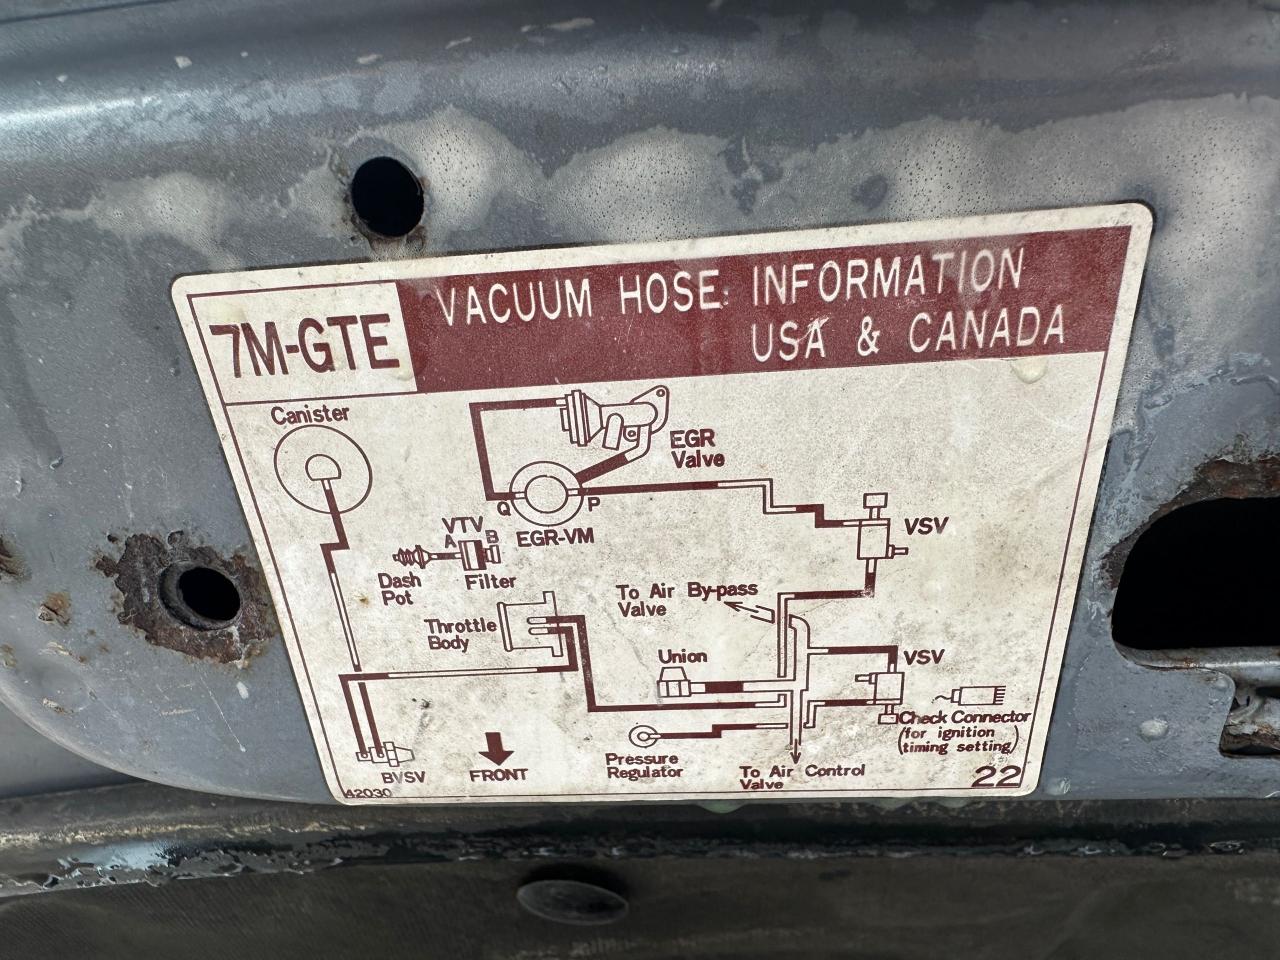 7M-GTE
VACUUM HOSE INFORMATION
USA & CANADA
Canister
EGR
Valve
Q
P
EGR-VM
VTV
A
B
Dash
Pot
Filter
VSV
To Air By-pass
Valve
Throttle
Body
Union
VSV
Check Connector
(for ignition
timing setting)
Pressure
Regulator
To Air Control
Valve
BVSV
FRONT
42030
22